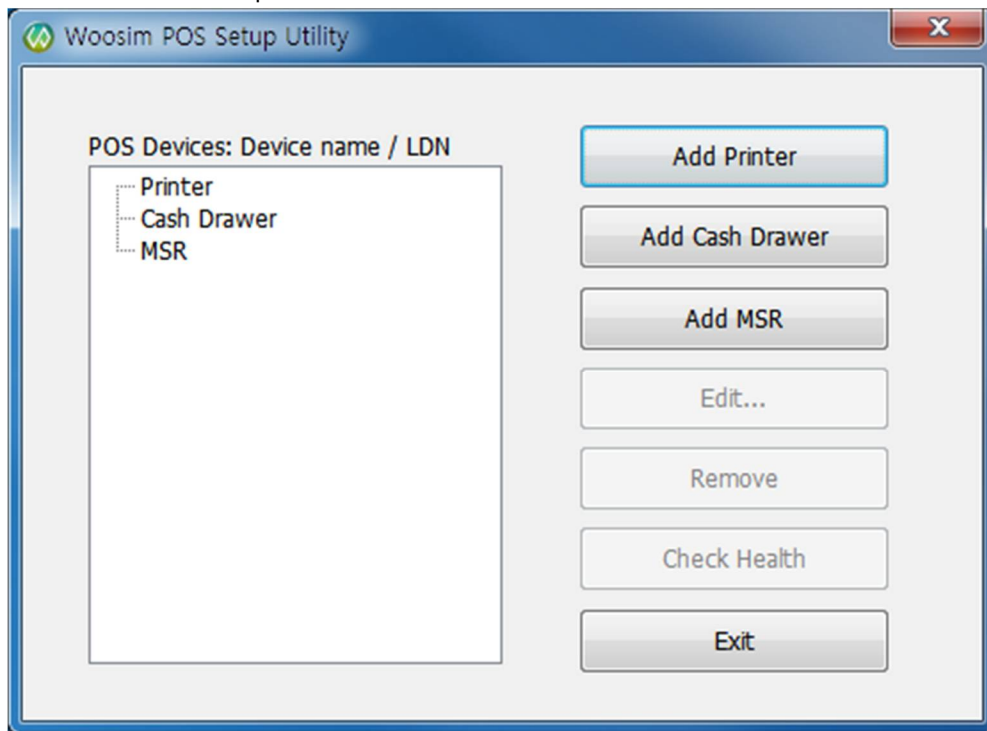 Woosim POS Setup Utility
POS Devices: Device name / LDN
Printer
Cash Drawer
MSR
Add Printer
Add Cash Drawer
Add MSR
Edit...
Remove
Check Health
Exit